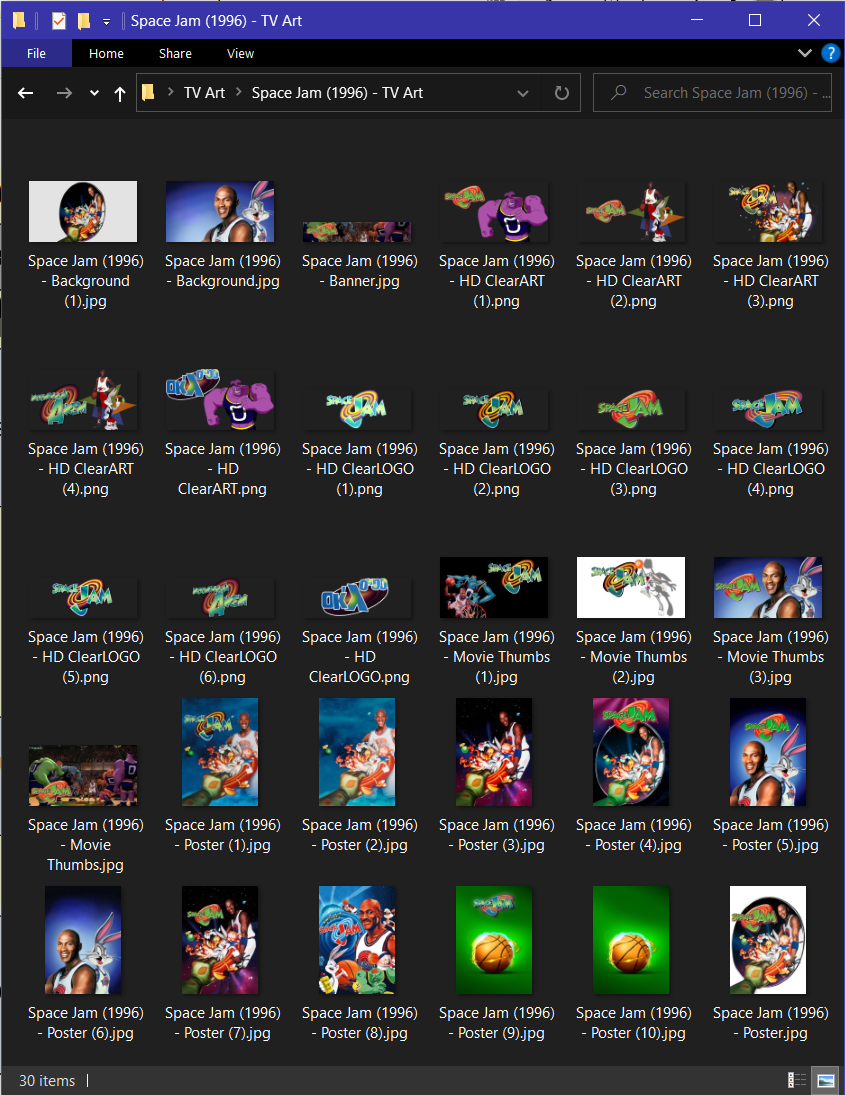 Space Jam (1996) - TV Art
File Home Share View
TV Art Space Jam (1996) - TV Art Search Space Jam (1996) - ...
Space Jam (1996) - Background (1).jpg
Space Jam (1996) - Background.jpg
Space Jam (1996) - Banner.jpg
Space Jam (1996) - HD ClearART (1).png
Space Jam (1996) - HD ClearART (2).png
Space Jam (1996) - HD ClearART (3).png
Space Jam (1996) - HD ClearART (4).png
Space Jam (1996) - HD ClearART.png
Space Jam (1996) - HD ClearLOGO (1).png
Space Jam (1996) - HD ClearLOGO (2).png
Space Jam (1996) - HD ClearLOGO (3).png
Space Jam (1996) - HD ClearLOGO (4).png
Space Jam (1996) - HD ClearLOGO (5).png
Space Jam (1996) - HD ClearLOGO (6).png
Space Jam (1996) - HD ClearLOGO.png
Space Jam (1996) - Movie Thumbs (1).jpg
Space Jam (1996) - Movie Thumbs (2).jpg
Space Jam (1996) - Movie Thumbs (3).jpg
Space Jam (1996) - Movie Thumbs.jpg
Space Jam (1996) - Poster (1).jpg
Space Jam (1996) - Poster (2).jpg
Space Jam (1996) - Poster (3).jpg
Space Jam (1996) - Poster (4).jpg
Space Jam (1996) - Poster (5).jpg
Space Jam (1996) - Poster (6).jpg
Space Jam (1996) - Poster (7).jpg
Space Jam (1996) - Poster (8).jpg
Space Jam (1996) - Poster (9).jpg
Space Jam (1996) - Poster (10).jpg
Space Jam (1996) - Poster.jpg
30 items